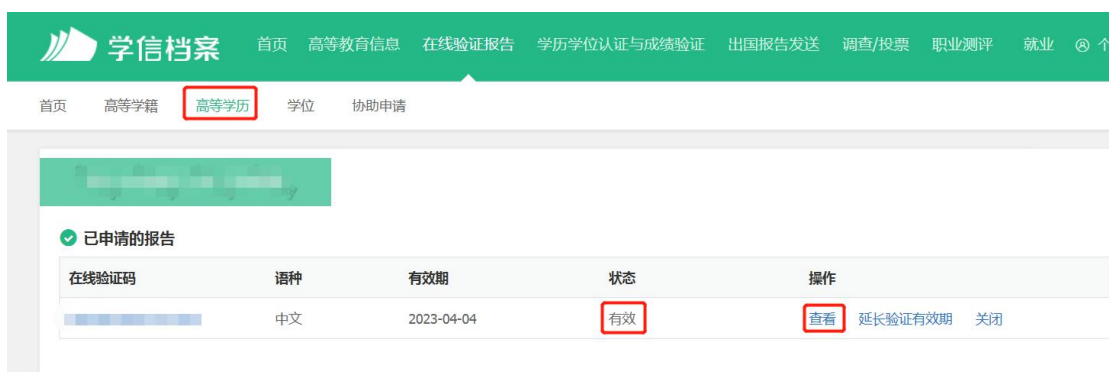 学信档案 首页 高等教育信息 在线验证报告 学历学位认证与成绩验证 出国报告发送 调查/投票 职业测评 就业
首页 高等学籍 高等学历 学位 协助申请
已申请的报告
在线验证码 语种 有效期 状态 操作
中文 2023-04-04 有效 查看 延长验证有效期 关闭